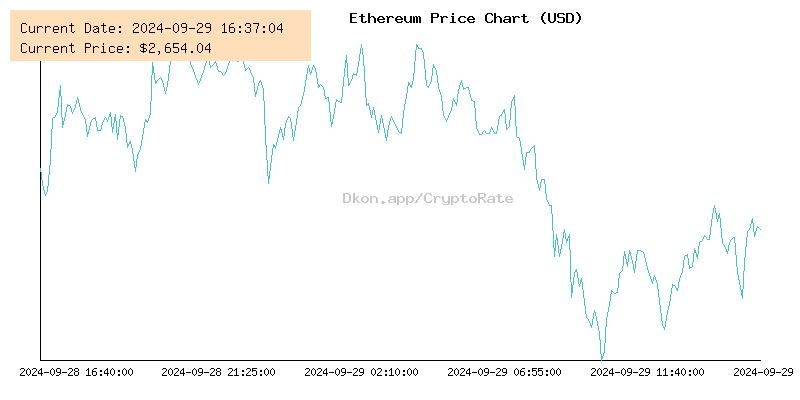 Ethereum Price Chart (USD)
Current Date: 2024-09-29 16:37:04
Current Price: $2,654.04
Dkon.app/CryptoRate
2024-09-28 16:40:00 2024-09-28 21:25:00 2024-09-29 02:10:00 2024-09-29 06:55:00 2024-09-29 11:40:00 2024-09-29